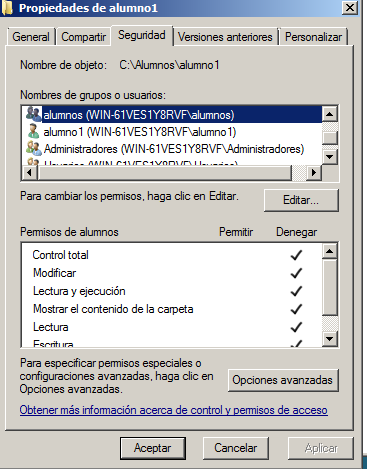 Propiedades de alumno1
General Compartir Seguridad Versiones anteriores Personalizar
Nombre de objeto: C:\Alumnos\alumno1
Nombres de grupos o usuarios:
alumnos (WIN-61VES1Y8RVF\alumnos)
alumno1 (WIN-61VES1Y8RVF\alumno1)
Administradores (WIN-61VES1Y8RVF\Administradores)
Usuarios (WIN-61VES1Y8RVF\Usuarios)
Para cambiar los permisos, haga clic en Editar.
Editar...
Permisos de alumnos Permitir Denegar
Control total
Modificar
Lectura y ejecución
Mostrar el contenido de la carpeta
Lectura
Escritura
Para especificar permisos especiales o
configuraciones avanzadas, haga clic en
Opciones avanzadas.
Opciones avanzadas
Obtener más información acerca de control y permisos de acceso
Aceptar Cancelar Aplicar